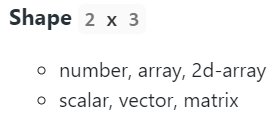 Shape 2 x 3
number, array, 2d-array
scalar, vector, matrix